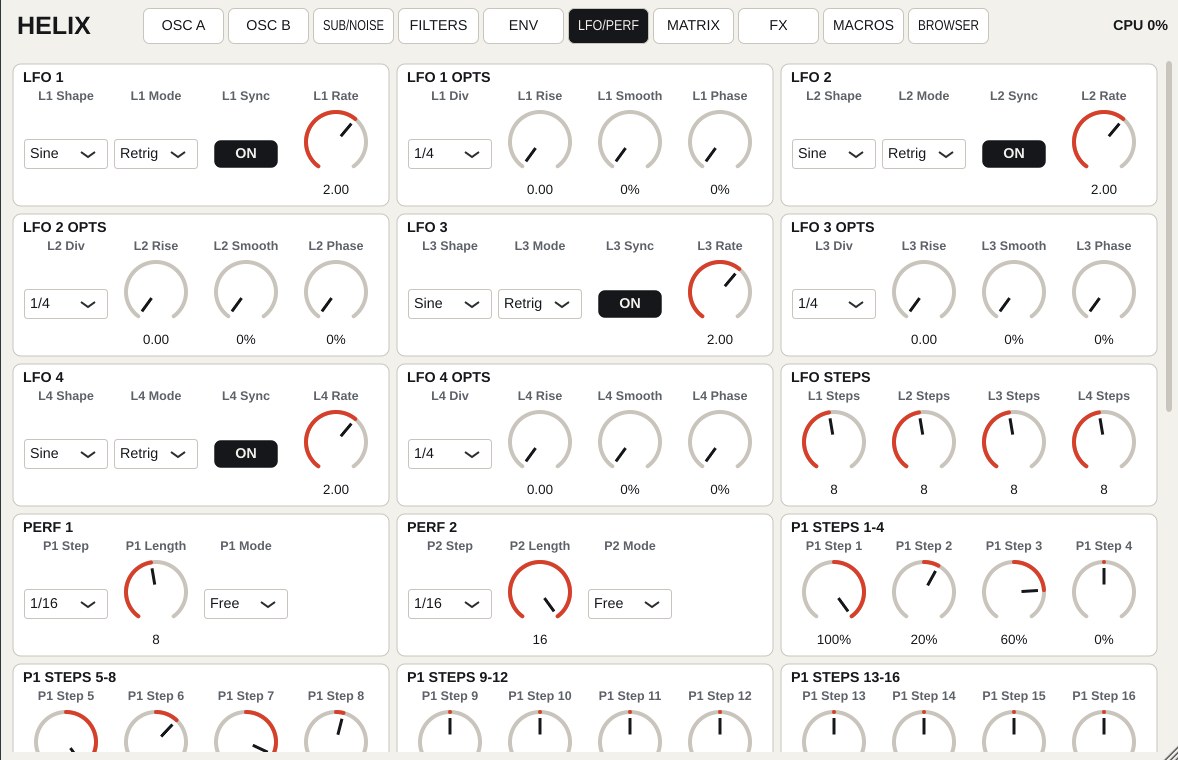 HELIX OSC A OSC B SUB/NOISE FILTERS ENV LFO/PERF MATRIX FX MACROS BROWSER CPU 0%
LFO 1 LFO 1 OPTS LFO 2
L1 Shape L1 Mode L1 Sync L1 Rate L1 Div L1 Rise L1 Smooth L1 Phase L2 Shape L2 Mode L2 Sync L2 Rate
Sine Retrig ON 1/4 Sine Retrig ON
2.00 0.00 0% 0% 2.00
LFO 2 OPTS LFO 3 LFO 3 OPTS
L2 Div L2 Rise L2 Smooth L2 Phase L3 Shape L3 Mode L3 Sync L3 Rate L3 Div L3 Rise L3 Smooth L3 Phase
1/4 Sine Retrig ON 1/4
0.00 0% 0% 2.00 0.00 0% 0%
LFO 4 LFO 4 OPTS LFO STEPS
L4 Shape L4 Mode L4 Sync L4 Rate L4 Div L4 Rise L4 Smooth L4 Phase L1 Steps L2 Steps L3 Steps L4 Steps
Sine Retrig ON 1/4
2.00 0.00 0% 0% 8 8 8 8
PERF 1 PERF 2 P1 STEPS 1-4
P1 Step P1 Length P1 Mode P2 Step P2 Length P2 Mode P1 Step 1 P1 Step 2 P1 Step 3 P1 Step 4
1/16 Free 1/16 Free
8 16 100% 20% 60% 0%
P1 STEPS 5-8 P1 STEPS 9-12 P1 STEPS 13-16
P1 Step 5 P1 Step 6 P1 Step 7 P1 Step 8 P1 Step 9 P1 Step 10 P1 Step 11 P1 Step 12 P1 Step 13 P1 Step 14 P1 Step 15 P1 Step 16